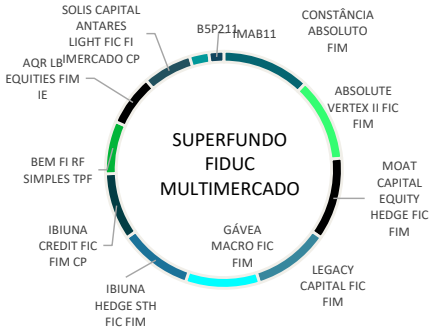 SOLIS CAPITAL
ANTARES
LIGHT FIC FI
IMERCADO CP
B5P211
IMAB11
CONSTÂNCIA
ABSOLUTO
FIM
ABSOLUTE
VERTEX II FIC
FIM
MOAT
CAPITAL
EQUITY
HEDGE FIC
FIM
LEGACY
CAPITAL FIC
FIM
GÁVEA
MACRO FIC
FIM
IBIUNA
HEDGE STH
FIC FIM
IBIUNA
CREDIT FIC
FIM CP
BEM FI RF
SIMPLES TPF
AQR LB
EQUITIES FIM
IE
SUPERFUNDO
FIDUC
MULTIMERCADO